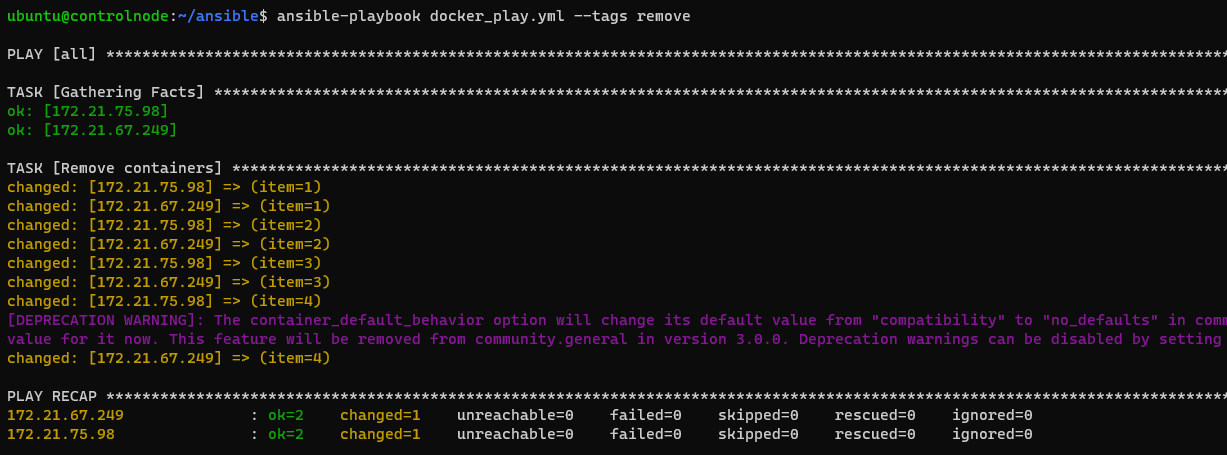 ubuntu@controlnode:~/ansible$ ansible-playbook docker_play.yml --tags remove
PLAY [all] ****************************************************************************************************************************
TASK [Gathering Facts] ****************************************************************************************************************
ok: [172.21.75.98]
ok: [172.21.67.249]
TASK [Remove containers] **************************************************************************************************************
changed: [172.21.75.98] => (item=1)
changed: [172.21.67.249] => (item=1)
changed: [172.21.75.98] => (item=2)
changed: [172.21.67.249] => (item=2)
changed: [172.21.75.98] => (item=3)
changed: [172.21.67.249] => (item=3)
changed: [172.21.75.98] => (item=4)
[DEPRECATION WARNING]: The container_default_behavior option will change its default value from "compatibility" to "no_defaults" in comm
value for it now. This feature will be removed from community.general in version 3.0.0. Deprecation warnings can be disabled by setting
changed: [172.21.67.249] => (item=4)
PLAY RECAP ****************************************************************************************************************************
172.21.67.249 : ok=2 changed=1 unreachable=0 failed=0 skipped=0 rescued=0 ignored=0
172.21.75.98 : ok=2 changed=1 unreachable=0 failed=0 skipped=0 rescued=0 ignored=0